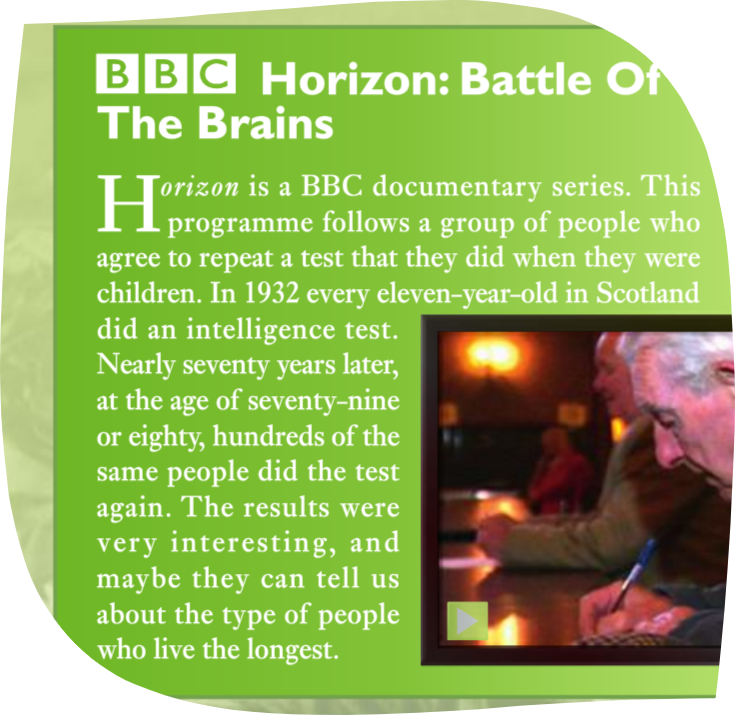 BBC Horizon: Battle Of
The Brains
Horizon is a BBC documentary series. This
programme follows a group of people who
agree to repeat a test that they did when they were
children. In 1932 every eleven-year-old in Scotland
did an intelligence test.
Nearly seventy years later,
at the age of seventy-nine
or eighty, hundreds of the
same people did the test
again. The results were
very interesting, and
maybe they can tell us
about the type of people
who live the longest.